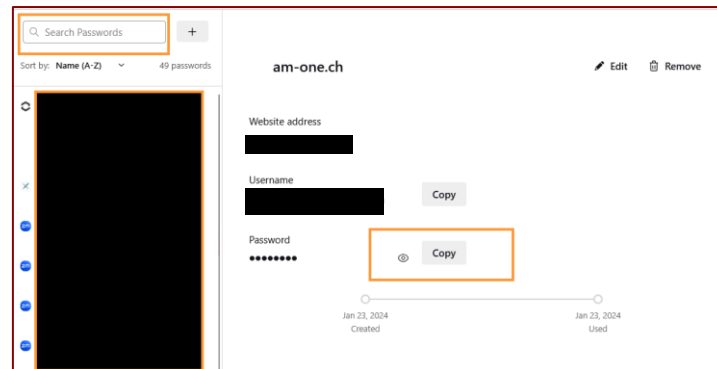 Search Passwords
+
Sort by: Name (A-Z)
49 passwords
am-one.ch
Edit
Remove
Website address
Username
Copy
Password
••••••••
Copy
Jan 23, 2024
Created
Jan 23, 2024
Used